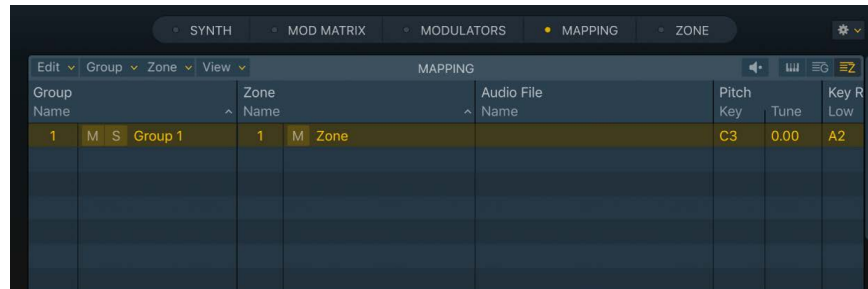 SYNTH MOD MATRIX MODULATORS MAPPING ZONE
Edit Group Zone View MAPPING G Z
Group Zone Audio File Pitch Key R
Name Name Name Key Tune Low
1 M S Group 1 1 M Zone C3 0.00 A2